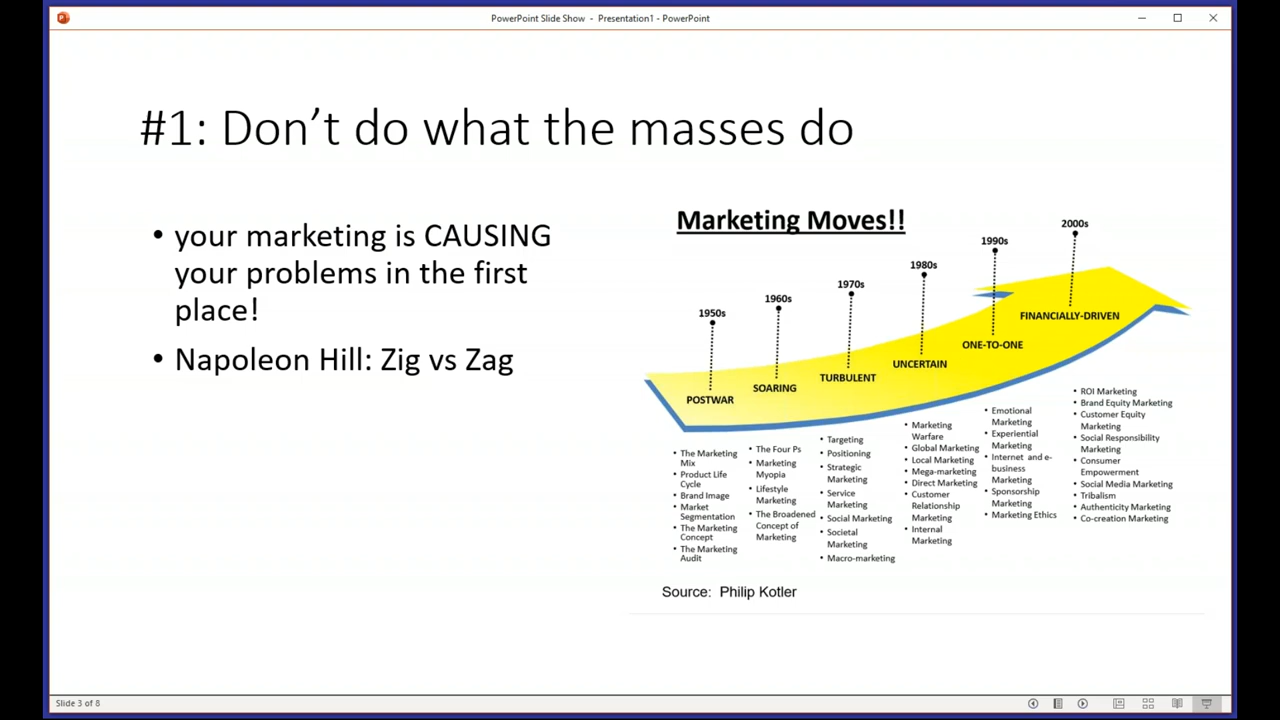 PowerPoint Slide Show - Presentation1 - PowerPoint
#1: Don't do what the masses do
• your marketing is CAUSING
your problems in the first
place!
• Napoleon Hill: Zig vs Zag
Marketing Moves!!
1950s
1960s
1970s
1980s
1990s
2000s
POSTWAR
SOARING
TURBULENT
UNCERTAIN
ONE-TO-ONE
FINANCIALLY-DRIVEN
• The Marketing
Mix
• Product Life
Cycle
• Brand Image
• Market
Segmentation
• The Marketing
Concept
• The Marketing
Audit
• The Four Ps
• Marketing
Myopia
• Lifestyle
Marketing
• The Broadened
Concept of
Marketing
• Targeting
• Positioning
• Strategic
Marketing
• Service
Marketing
• Social Marketing
• Societal
Marketing
• Macro-marketing
• Marketing
Warfare
• Global Marketing
• Local Marketing
• Mega-marketing
• Direct Marketing
• Customer
Relationship
Marketing
• Internal
Marketing
• Emotional
Marketing
• Experiential
Marketing
• Internet and e-
business
Marketing
• Sponsorship
Marketing
• Marketing Ethics
• ROI Marketing
• Brand Equity Marketing
• Customer Equity
Marketing
• Social Responsibility
Marketing
• Consumer
Empowerment
• Social Media Marketing
• Tribalism
• Authenticity Marketing
• Co-creation Marketing
Source: Philip Kotler
Slide 3 of 8